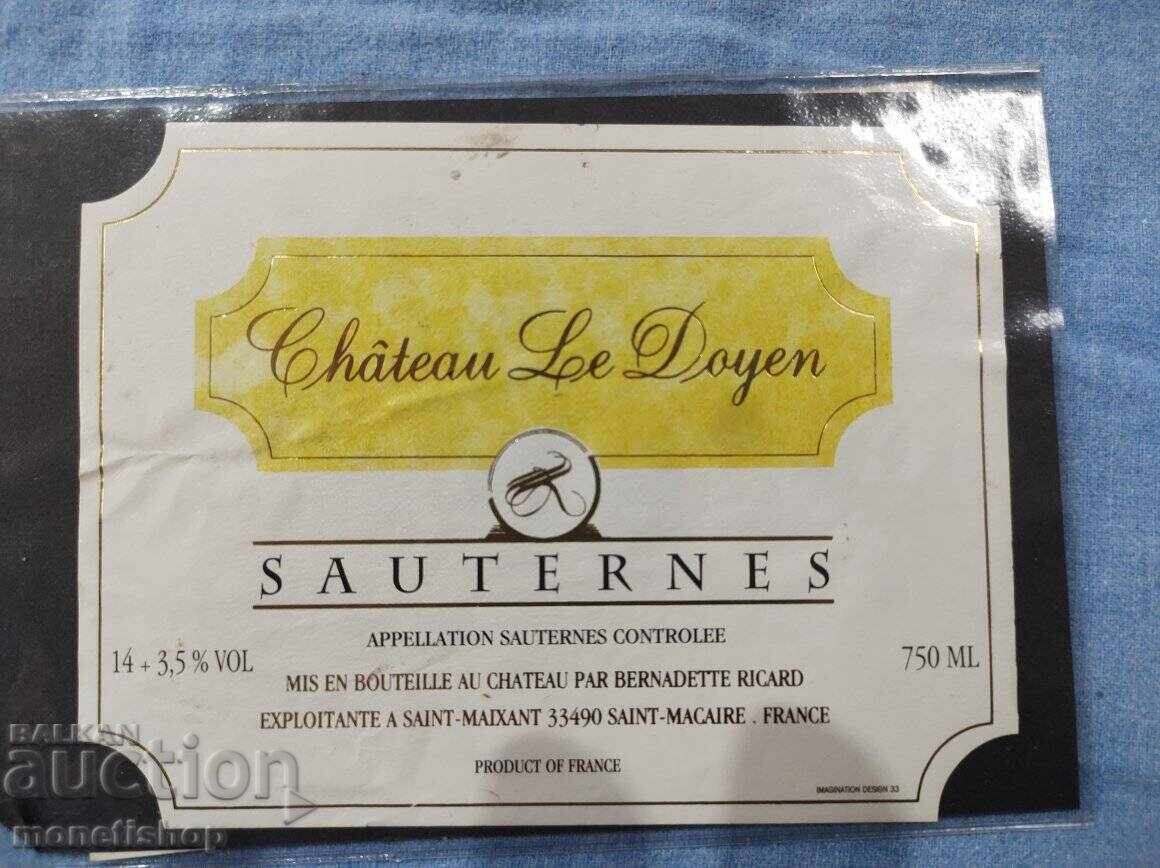 Château Le Doyen
SAUTERNES
APPELLATION SAUTERNES CONTROLEE
14 + 3,5 % VOL
750 ML
MIS EN BOUTEILLE AU CHATEAU PAR BERNADETTE RICARD
EXPLOITANTE A SAINT-MAIXANT 33490 SAINT-MACAIRE . FRANCE
PRODUCT OF FRANCE
IMAGINATION DESIGN 33
BALKAN
auction
monetishop